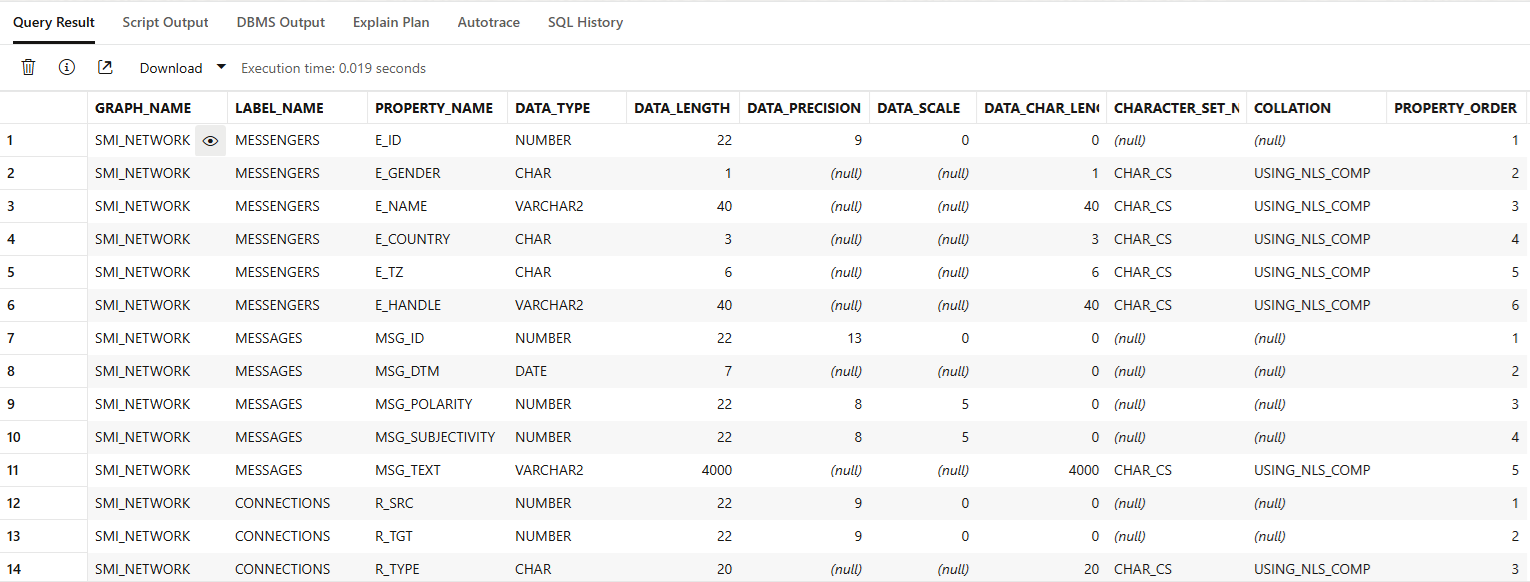 Query Result Script Output DBMS Output Explain Plan Autotrace SQL History
Download Execution time: 0.019 seconds
GRAPH_NAME LABEL_NAME PROPERTY_NAME DATA_TYPE DATA_LENGTH DATA_PRECISION DATA_SCALE DATA_CHAR_LEN CHARACTER_SET_N COLLATION PROPERTY_ORDER
1 SMI_NETWORK MESSENGERS E_ID NUMBER 22 9 0 0 (null) (null) 1
2 SMI_NETWORK MESSENGERS E_GENDER CHAR 1 (null) (null) 1 CHAR_CS USING_NLS_COMP 2
3 SMI_NETWORK MESSENGERS E_NAME VARCHAR2 40 (null) (null) 40 CHAR_CS USING_NLS_COMP 3
4 SMI_NETWORK MESSENGERS E_COUNTRY CHAR 3 (null) (null) 3 CHAR_CS USING_NLS_COMP 4
5 SMI_NETWORK MESSENGERS E_TZ CHAR 6 (null) (null) 6 CHAR_CS USING_NLS_COMP 5
6 SMI_NETWORK MESSENGERS E_HANDLE VARCHAR2 40 (null) (null) 40 CHAR_CS USING_NLS_COMP 6
7 SMI_NETWORK MESSAGES MSG_ID NUMBER 22 13 0 0 (null) (null) 1
8 SMI_NETWORK MESSAGES MSG_DTM DATE 7 (null) (null) 0 (null) (null) 2
9 SMI_NETWORK MESSAGES MSG_POLARITY NUMBER 22 8 5 0 (null) (null) 3
10 SMI_NETWORK MESSAGES MSG_SUBJECTIVITY NUMBER 22 8 5 0 (null) (null) 4
11 SMI_NETWORK MESSAGES MSG_TEXT VARCHAR2 4000 (null) (null) 4000 CHAR_CS USING_NLS_COMP 5
12 SMI_NETWORK CONNECTIONS R_SRC NUMBER 22 9 0 0 (null) (null) 1
13 SMI_NETWORK CONNECTIONS R_TGT NUMBER 22 9 0 0 (null) (null) 2
14 SMI_NETWORK CONNECTIONS R_TYPE CHAR 20 (null) (null) 20 CHAR_CS USING_NLS_COMP 3